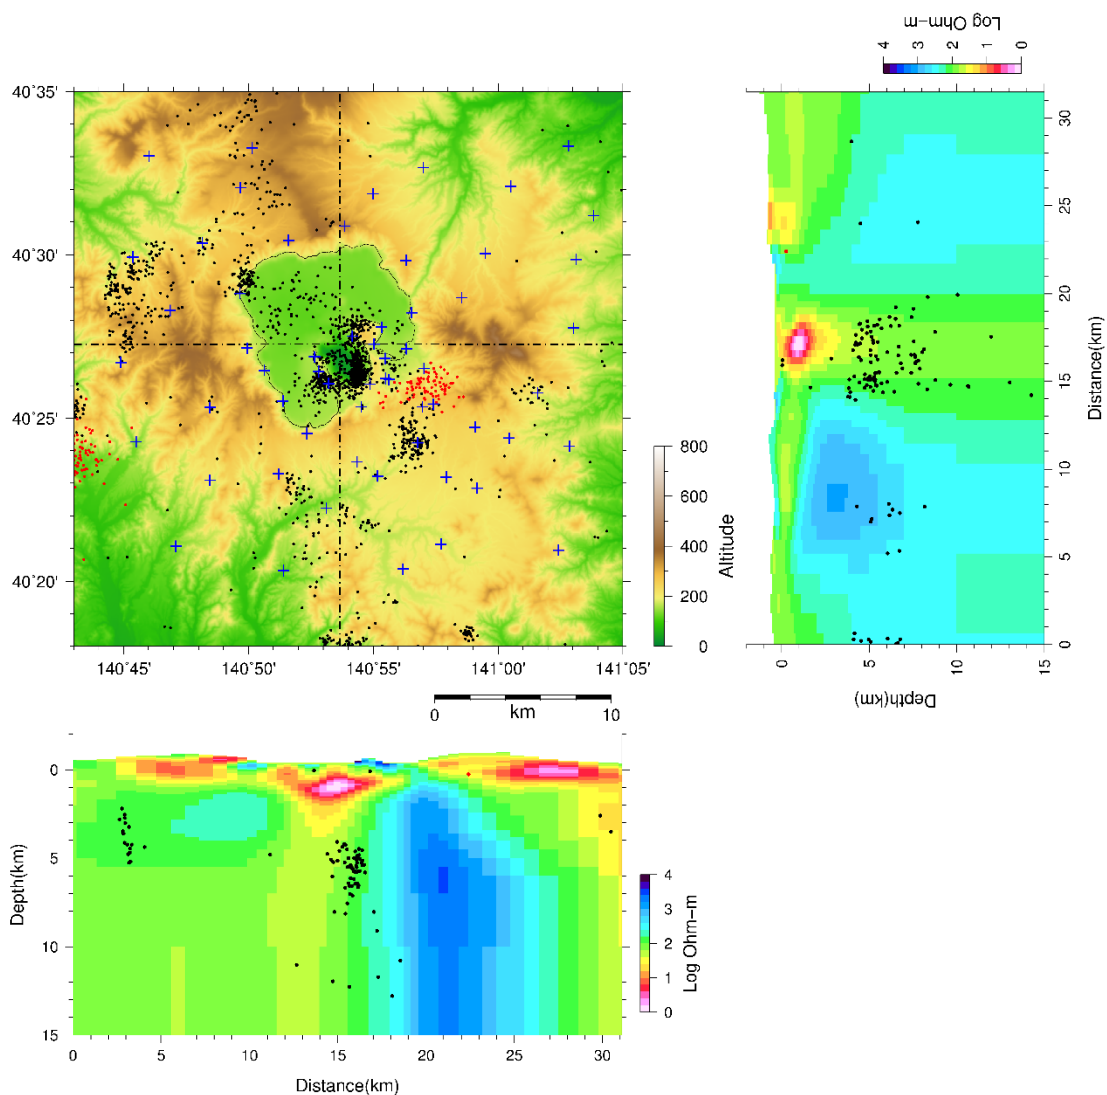 Log Ohm-m
4 3 2 1 0
40˚35'
40˚30'
40˚25'
40˚20'
140˚45' 140˚50' 140˚55' 141˚00' 141˚05'
800
600
400
200
0
Altitude
0 5 10 15
Depth(km)
0 5 10 15 20 25 30
Distance(km)
0 km 10
0
5
10
15
Depth(km)
0 5 10 15 20 25 30
Distance(km)
4
3
2
1
0
Log Ohm-m